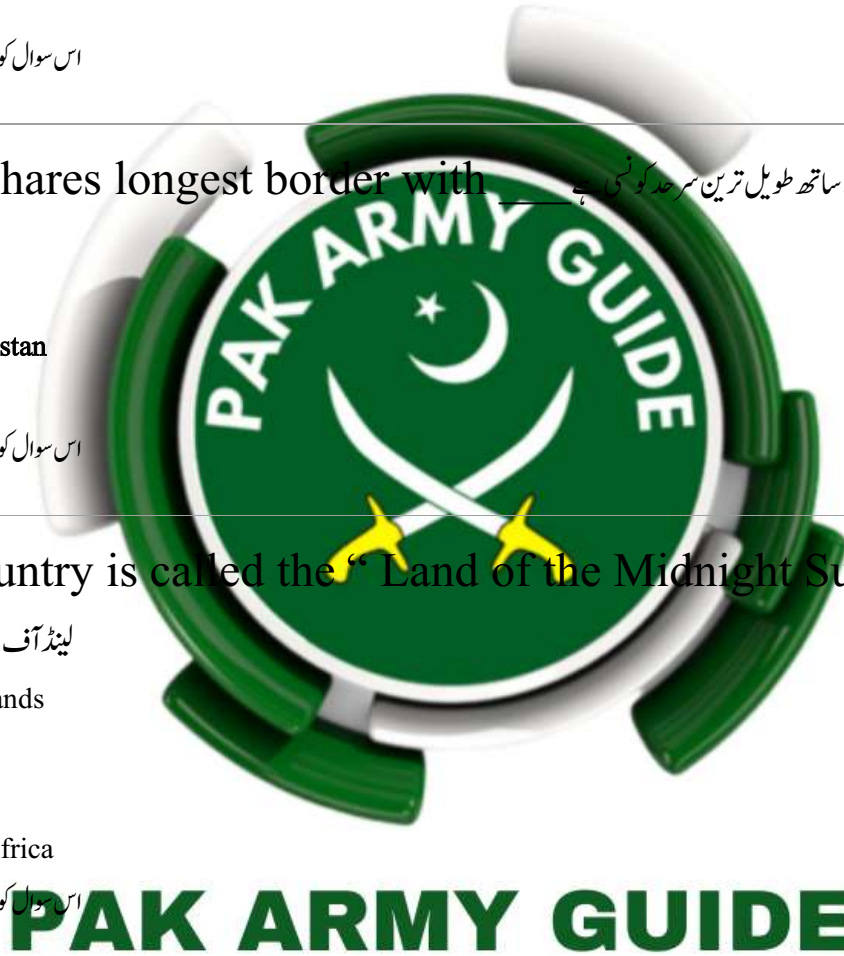 اس سوال کو
hares longest border with _____ ساتھ طویل ترین سرحد کونسی ہے
stan
اس سوال کو
PAK ARMY GUIDE
untry is called the “ Land of the Midnight Su
لینڈ آف
ands
frica
اس سوال کو
PAK ARMY GUIDE